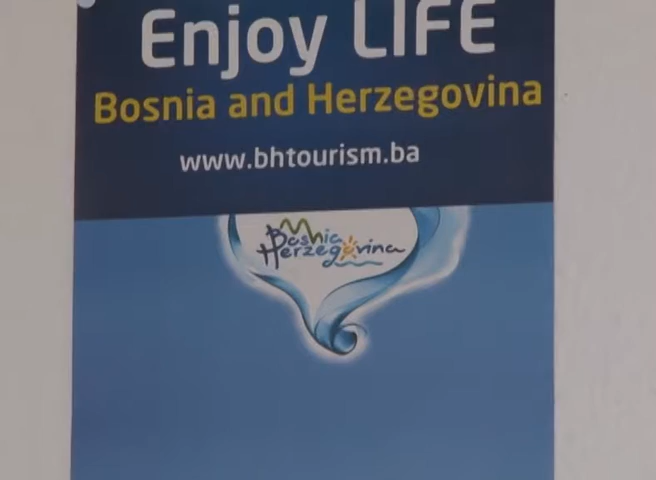 Enjoy LIFE
Bosnia and Herzegovina
www.bhtourism.ba
Bosnia
Herzegovina